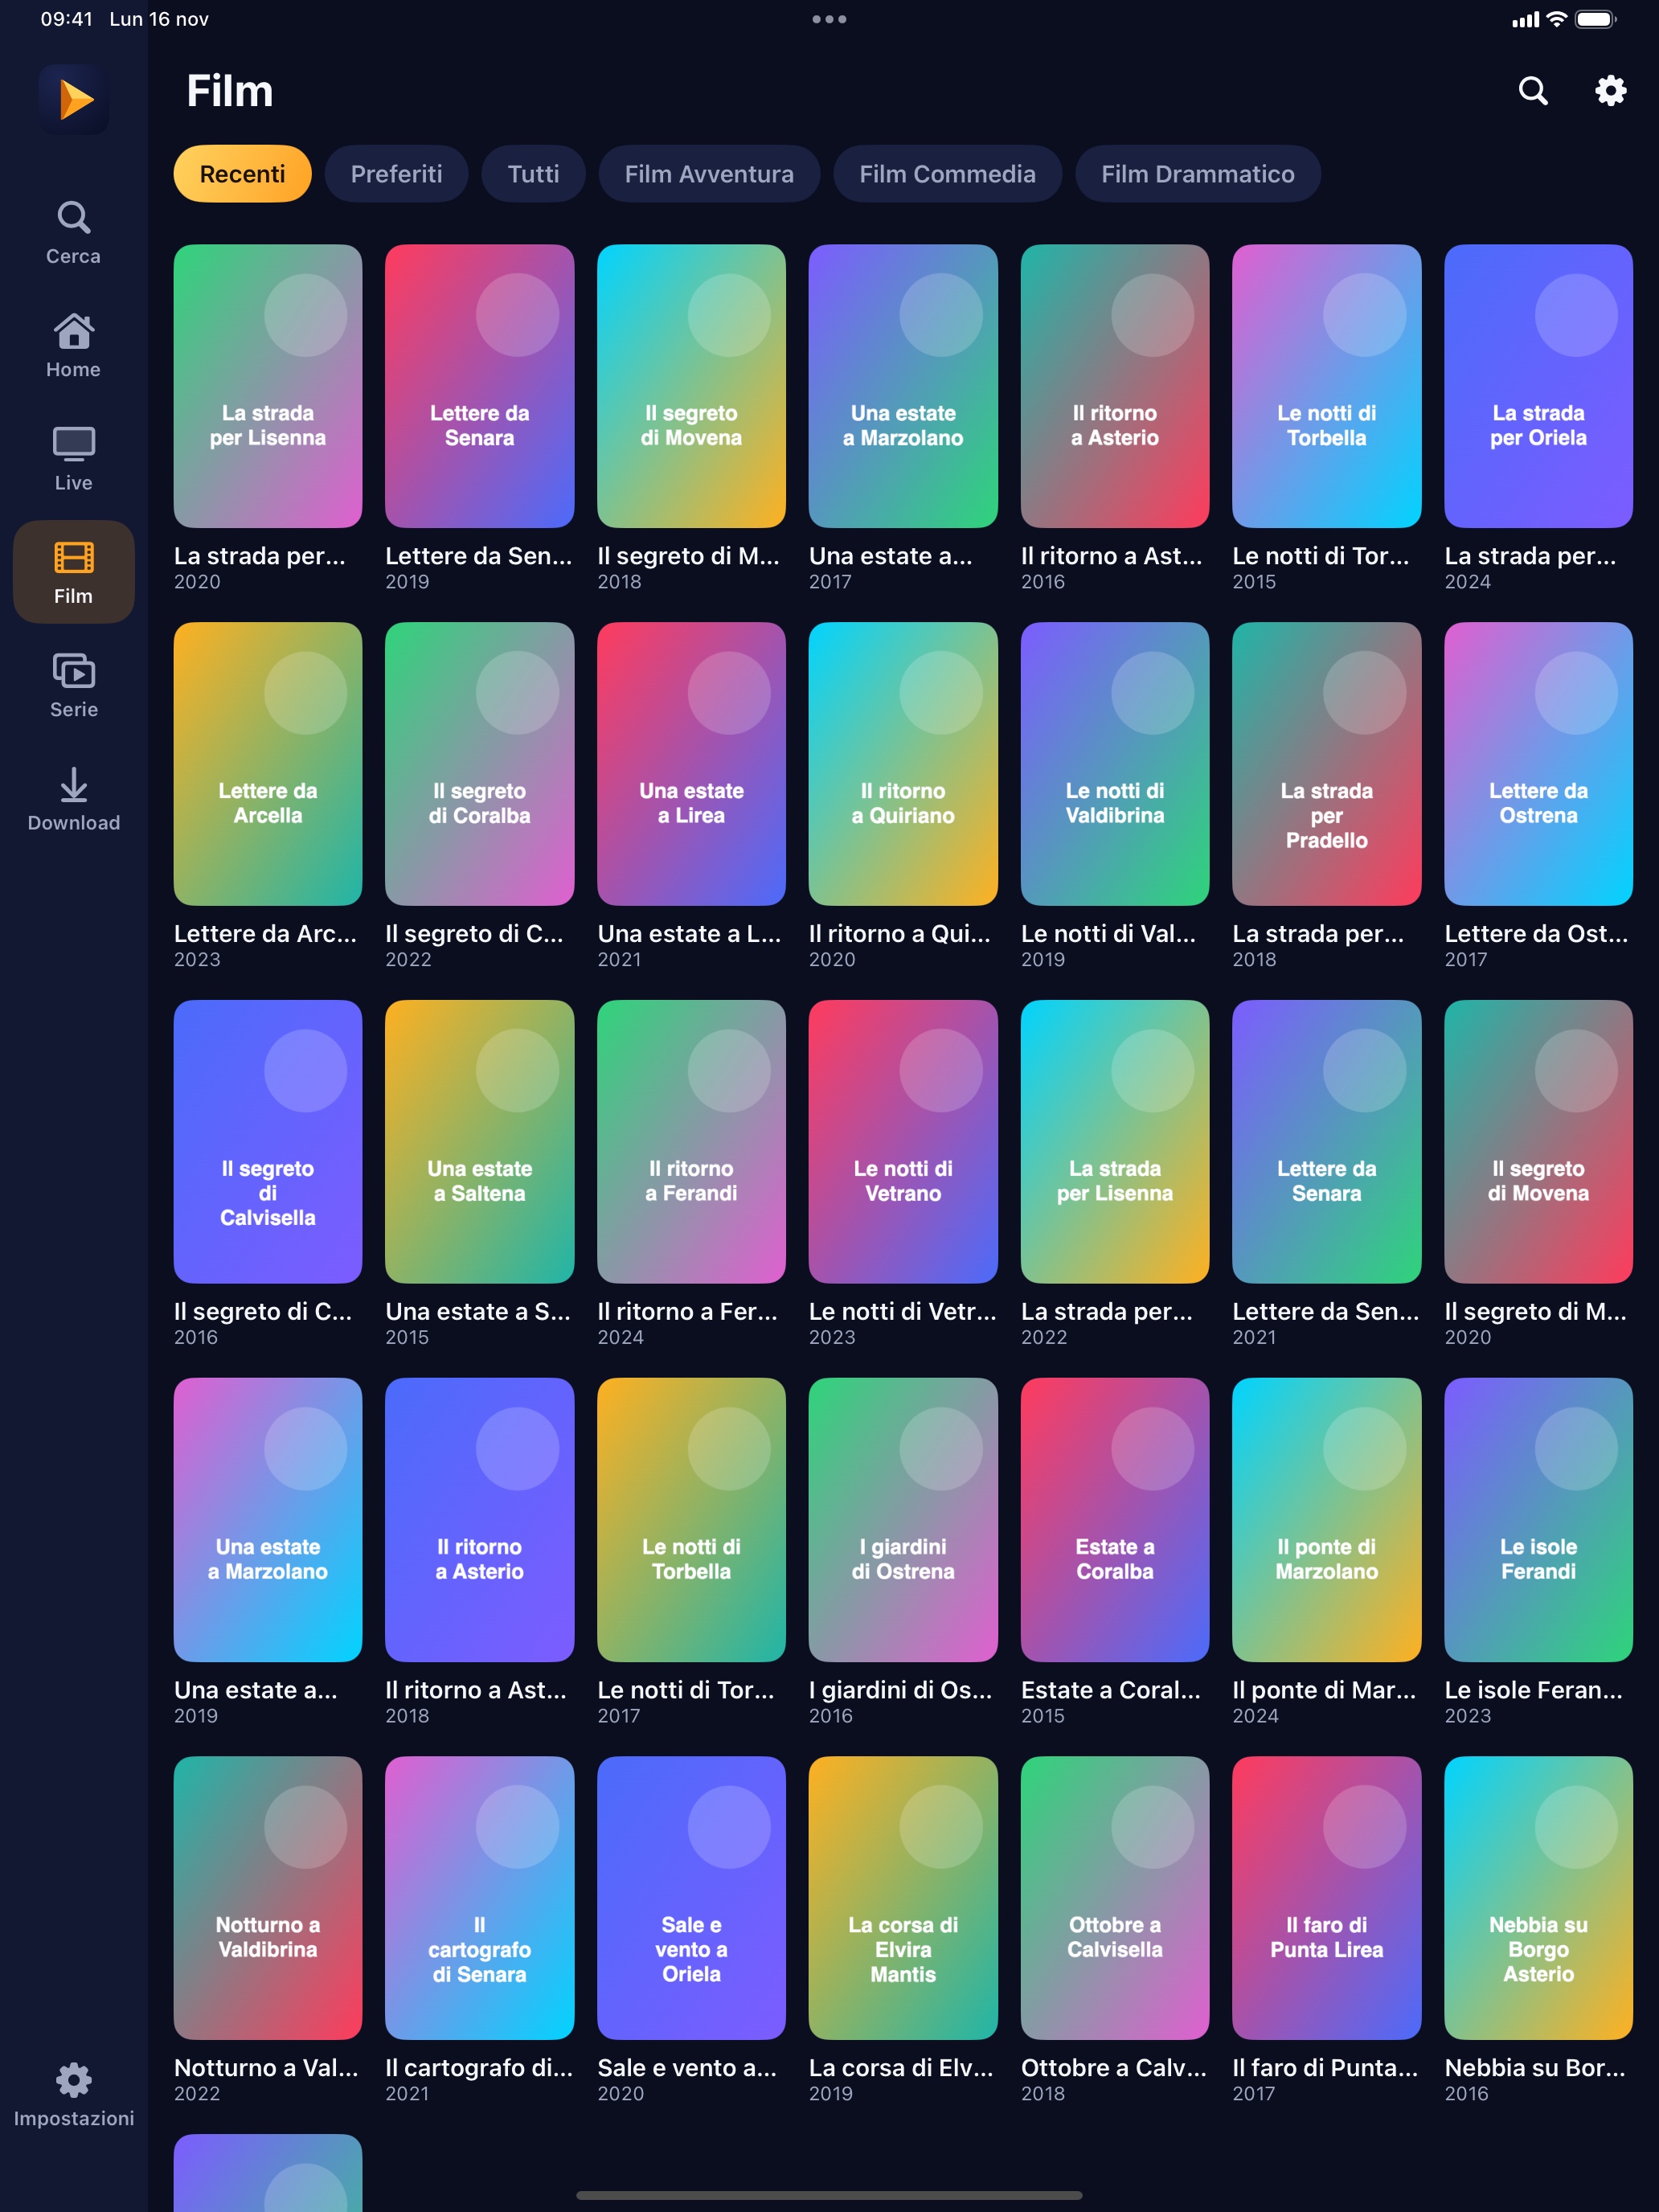 09:41 Lun 16 nov
Film
Cerca
Home
Live
Film
Serie
Download
Impostazioni
Recenti
Preferiti
Tutti
Film Avventura
Film Commedia
Film Drammatico
La strada
per Lisenna
La strada per...
2020
Lettere da
Senara
Lettere da Sen...
2019
Il segreto
di Movena
Il segreto di M...
2018
Una estate
a Marzolano
Una estate a...
2017
Il ritorno
a Asterio
Il ritorno a Ast...
2016
Le notti di
Torbella
Le notti di Tor...
2015
La strada
per Oriela
La strada per...
2024
Lettere da
Arcella
Lettere da Arc...
2023
Il segreto
di Coralba
Il segreto di C...
2022
Una estate
a Lirea
Una estate a L...
2021
Il ritorno
a Quiriano
Il ritorno a Qui...
2020
Le notti di
Valdibrina
Le notti di Val...
2019
La strada
per
Pradello
La strada per...
2018
Lettere da
Ostrena
Lettere da Ost...
2017
Il segreto
di
Calvisella
Il segreto di C...
2016
Una estate
a Saltena
Una estate a S...
2015
Il ritorno
a Ferandi
Il ritorno a Fer...
2024
Le notti di
Vetrano
Le notti di Vetr...
2023
La strada
per Lisenna
La strada per...
2022
Lettere da
Senara
Lettere da Sen...
2021
Il segreto
di Movena
Il segreto di M...
2020
Una estate
a Marzolano
Una estate a...
2019
Il ritorno
a Asterio
Il ritorno a Ast...
2018
Le notti di
Torbella
Le notti di Tor...
2017
I giardini
di Ostrena
I giardini di Os...
2016
Estate a
Coralba
Estate a Coral...
2015
Il ponte di
Marzolano
Il ponte di Mar...
2024
Le isole
Ferandi
Le isole Feran...
2023
Notturno a
Valdibrina
Notturno a Val...
2022
Il
cartografo
di Senara
Il cartografo di...
2021
Sale e
vento a
Oriela
Sale e vento a...
2020
La corsa di
Elvira
Mantis
La corsa di Elv...
2019
Ottobre a
Calvisella
Ottobre a Calv...
2018
Il faro di
Punta Lirea
Il faro di Punta...
2017
Nebbia su
Borgo
Asterio
Nebbia su Bor...
2016